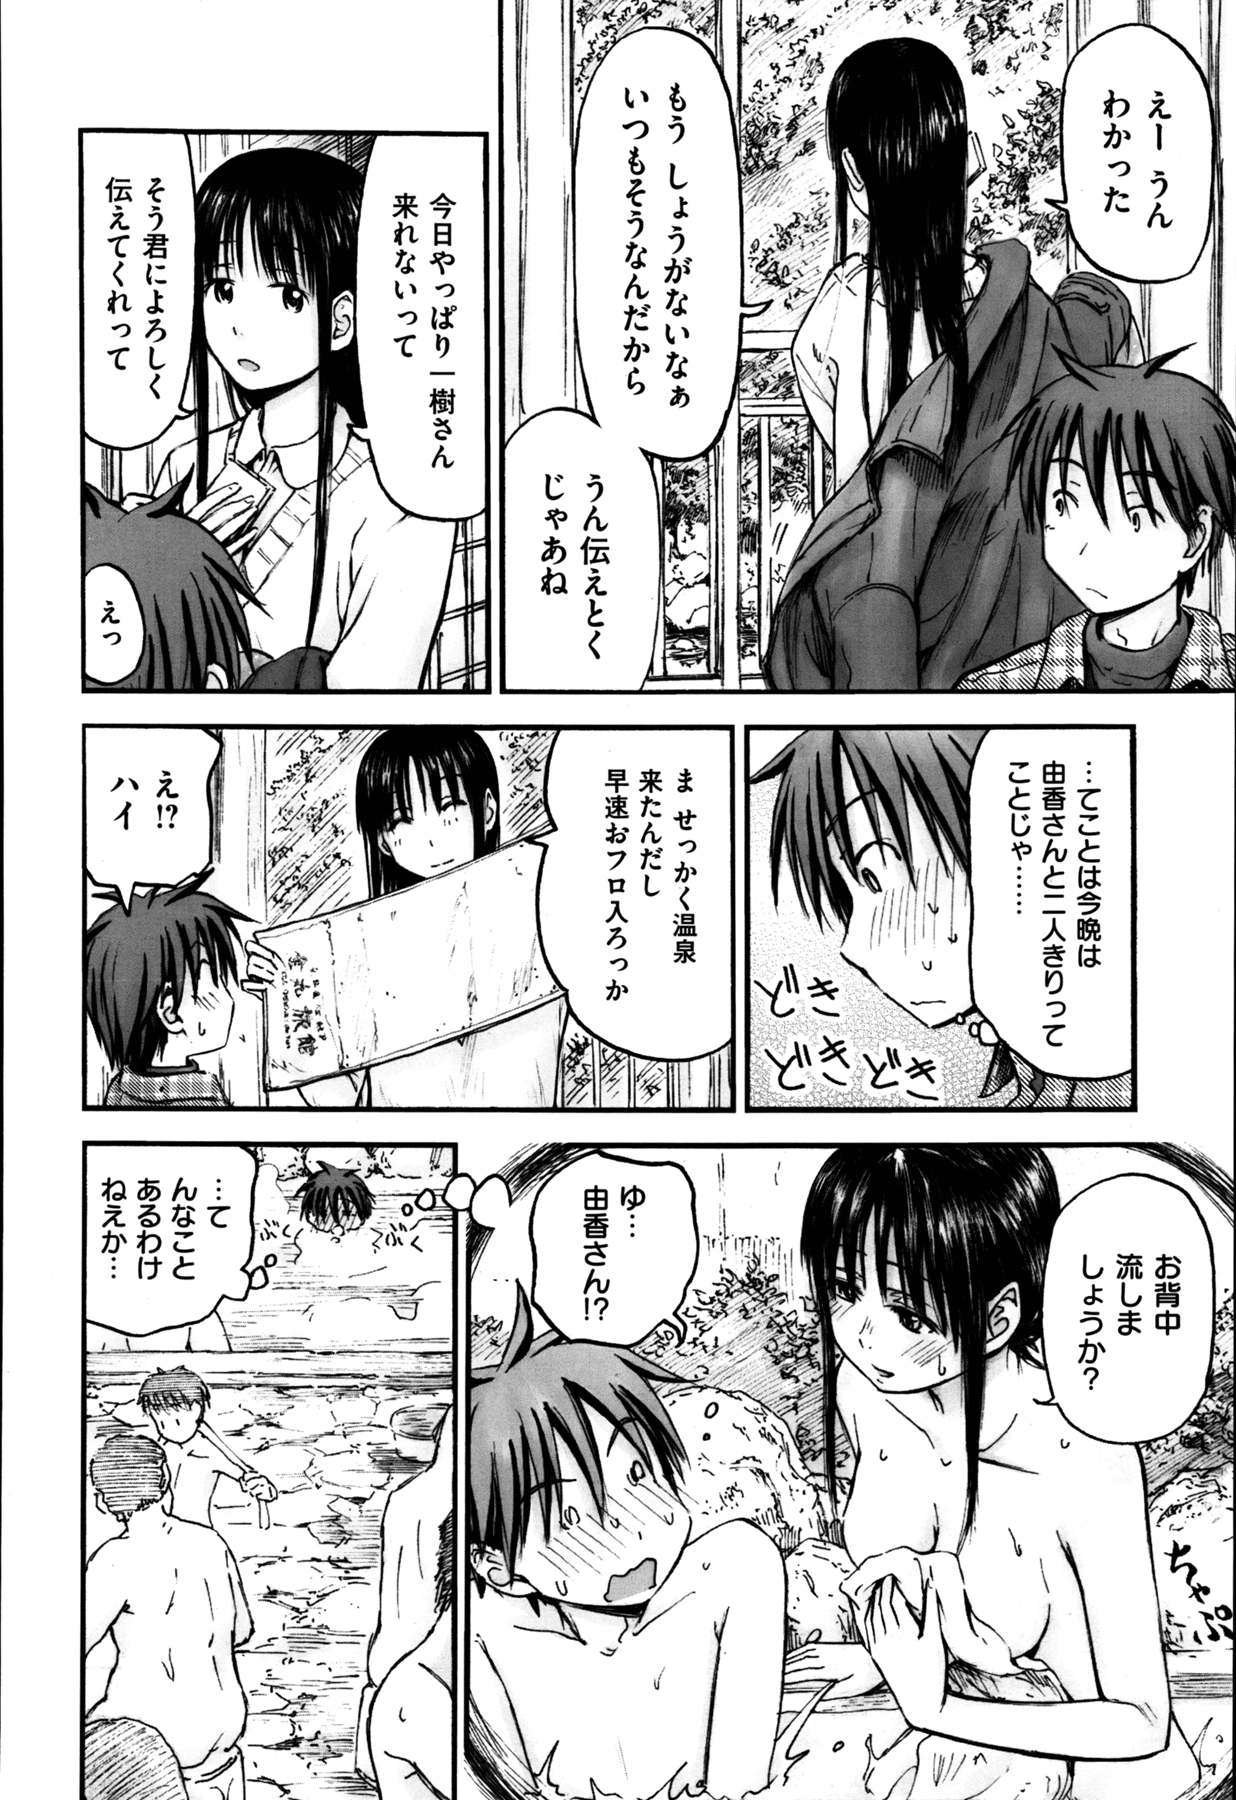 えー うん
わかった
もう しょうがないなぁ
いつもそうなんだから
うん伝えとく
じゃあね
今日やっぱり一樹さん
来れないって
そう君によろしく
伝えてくれって
えっ
…てことは今晩は
由香さんと二人きりって
ことじゃ……
どき
どき
どき
ま せっかく温泉
来たんだし
早速おフロ入ろっか
旅館
え!?
ハイ
お背中
流しま
しょうか?
ちゃぷ
ゆ…
由香さん!?
ぶく
ぶく
…て
んなこと
あるわけ
ねえか…